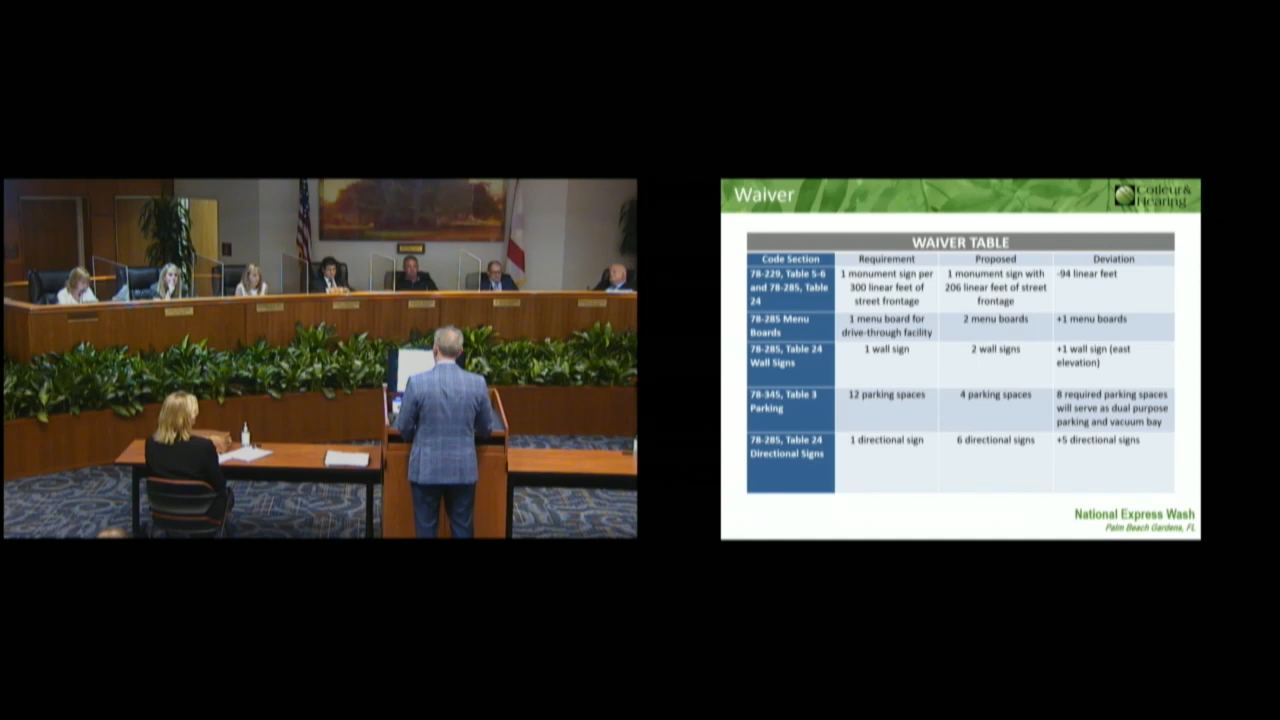 Waiver
Cotleur&
Hearing
WAIVER TABLE
Code Section Requirement Proposed Deviation
78-229, Table 5-6
and 78-285, Table
24
1 monument sign per
300 linear feet of
street frontage
1 monument sign with
206 linear feet of street
frontage
-94 linear feet
78-285 Menu
Boards
1 menu board for
drive-through facility
2 menu boards
+1 menu boards
78-285, Table 24
Wall Signs
1 wall sign
2 wall signs
+1 wall sign (east
elevation)
78-345, Table 3
Parking
12 parking spaces
4 parking spaces
8 required parking spaces
will serve as dual purpose
parking and vacuum bay
78-285, Table 24
Directional Signs
1 directional sign
6 directional signs
+5 directional signs
National Express Wash
Palm Beach Gardens, FL